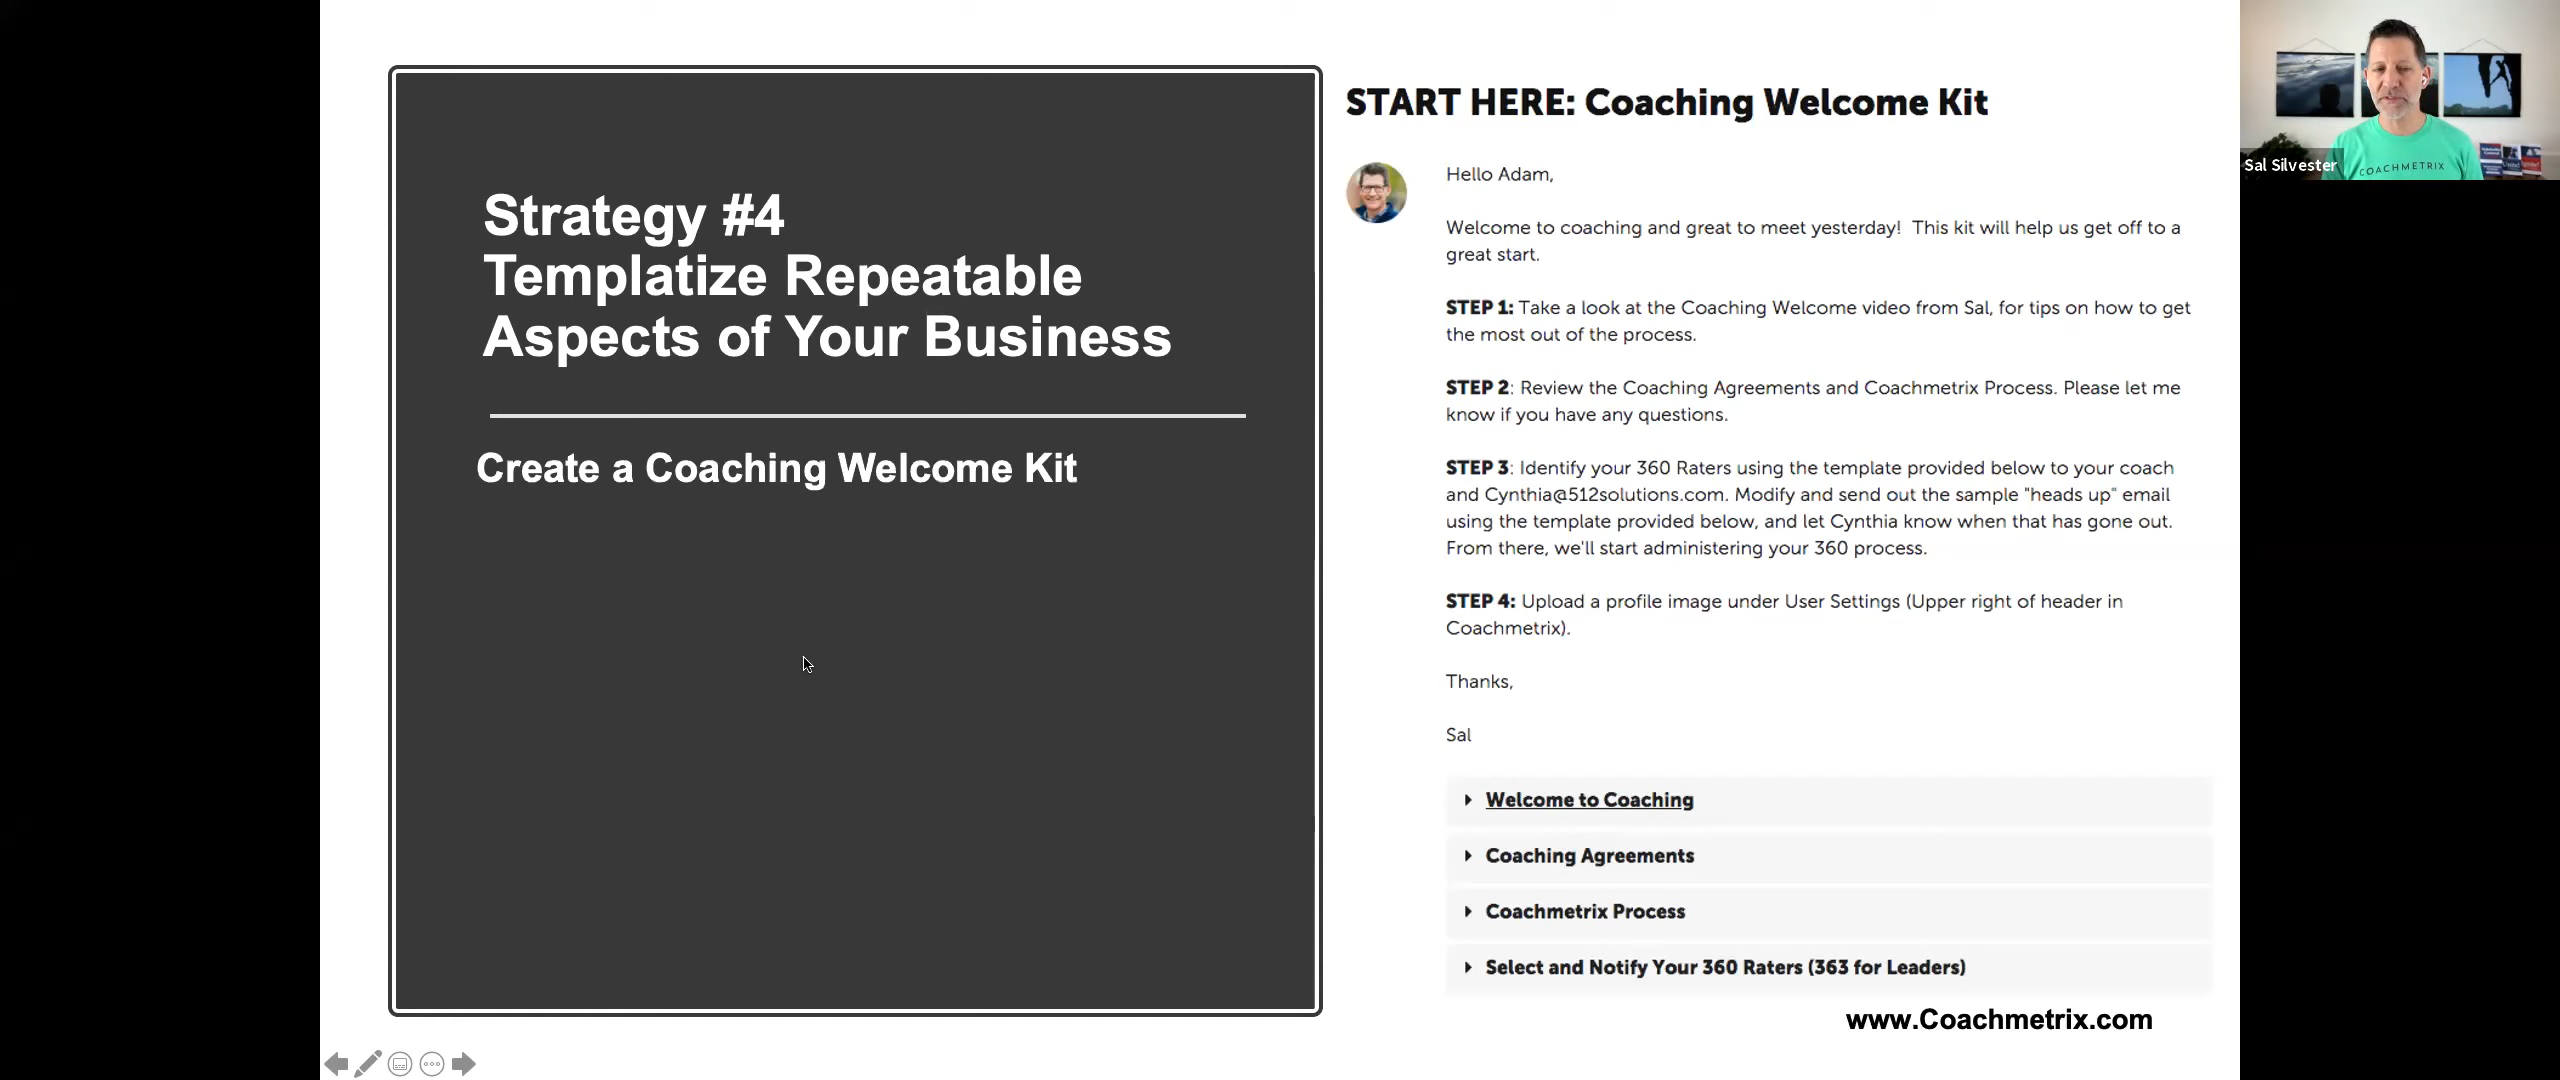 Strategy #4
Templatize Repeatable
Aspects of Your Business
Create a Coaching Welcome Kit
START HERE: Coaching Welcome Kit
Hello Adam,
Welcome to coaching and great to meet yesterday!  This kit will help us get off to a
great start.
STEP 1: Take a look at the Coaching Welcome video from Sal, for tips on how to get
the most out of the process.
STEP 2: Review the Coaching Agreements and Coachmetrix Process. Please let me
know if you have any questions.
STEP 3: Identify your 360 Raters using the template provided below to your coach
and Cynthia@512solutions.com. Modify and send out the sample "heads up" email
using the template provided below, and let Cynthia know when that has gone out.
From there, we'll start administering your 360 process.
STEP 4: Upload a profile image under User Settings (Upper right of header in
Coachmetrix).
Thanks,
Sal
Welcome to Coaching
Coaching Agreements
Coachmetrix Process
Select and Notify Your 360 Raters (363 for Leaders)
www.Coachmetrix.com
COACHMETRIX
Sal Silvester